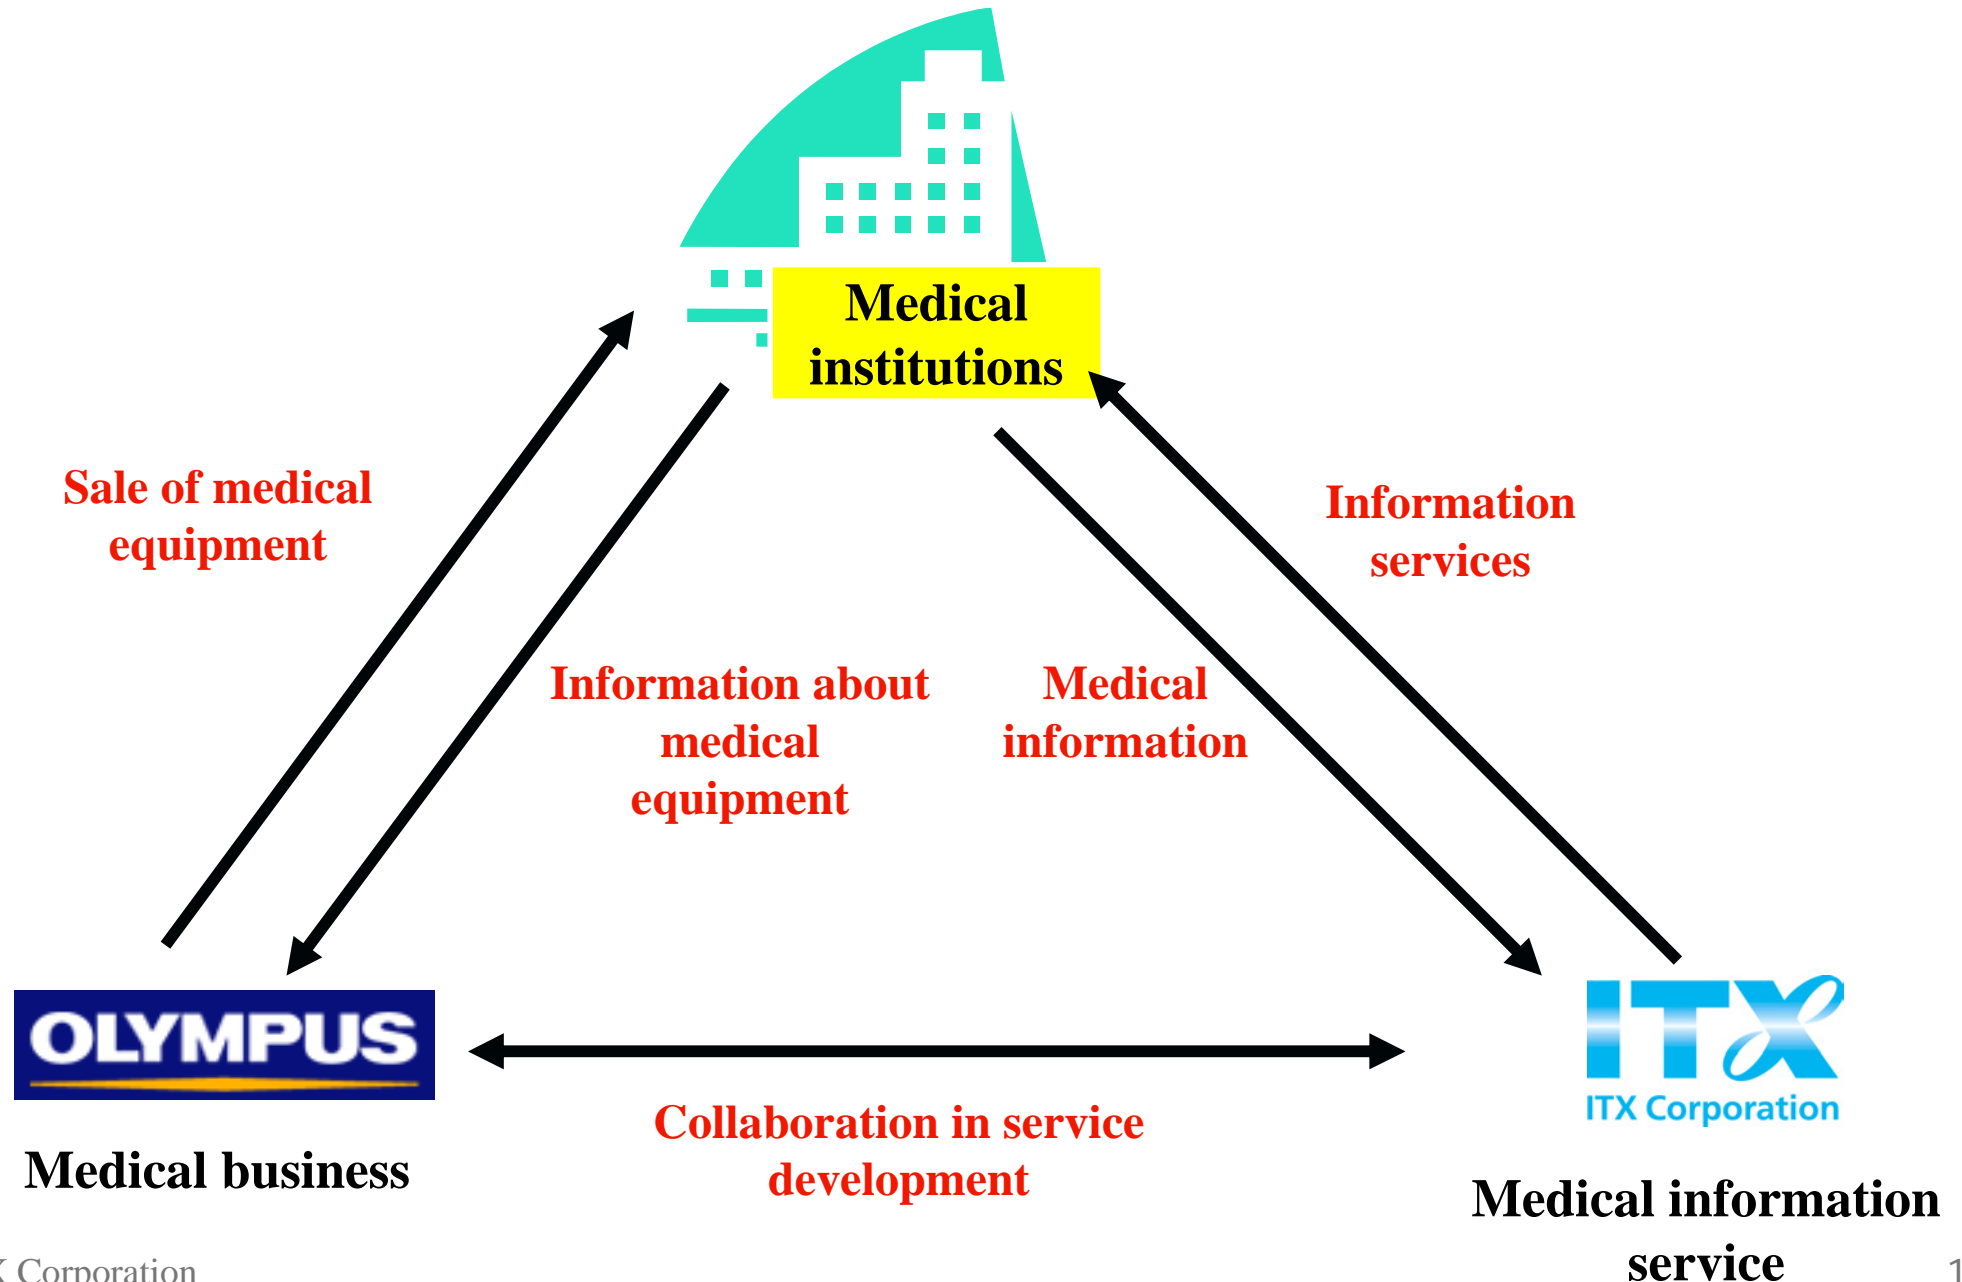 Medical
institutions
Sale of medical
equipment
Information
services
Information about
medical
equipment
Medical
information
OLYMPUS
ITX
ITX Corporation
Collaboration in service
development
Medical business
Medical information
service
X Corporation
1